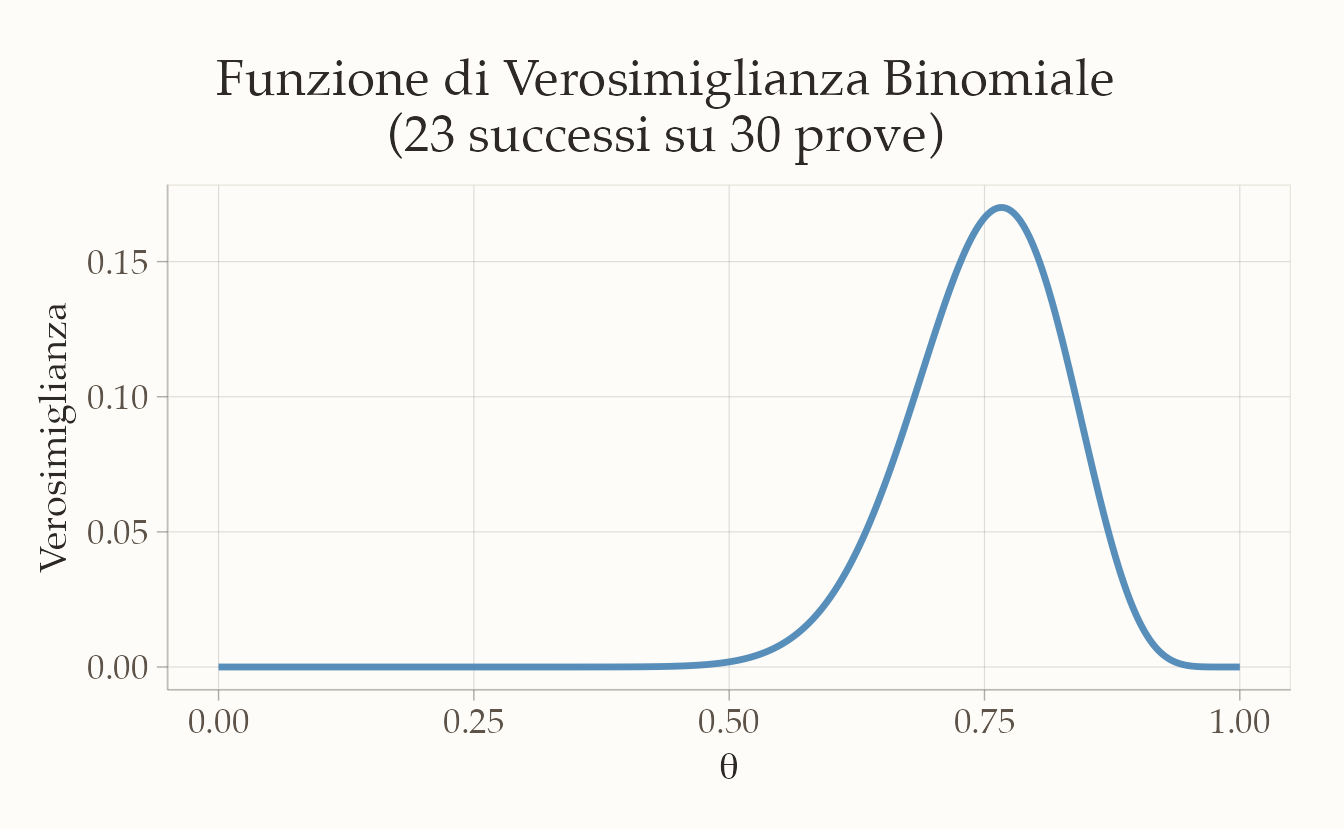 Funzione di Verosimiglianza Binomiale
(23 successi su 30 prove)
Verosimiglianza
0.15
0.10
0.05
0.00
0.00 0.25 0.50 0.75 1.00
θ